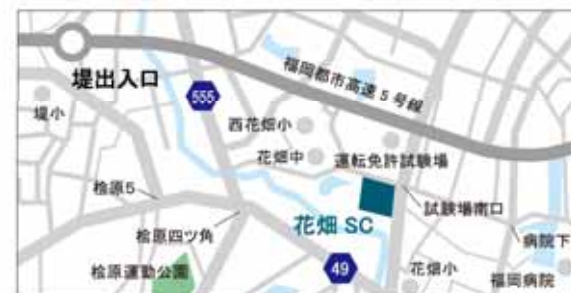 福岡都市高速5号線
堤出入口
555
堤小
西花畑小
花畑中
運転免許試験場
桧原5
花畑 SC
試験場南口
桧原四ツ角
病院下
桧原運動公園
49
花畑小
福岡病院